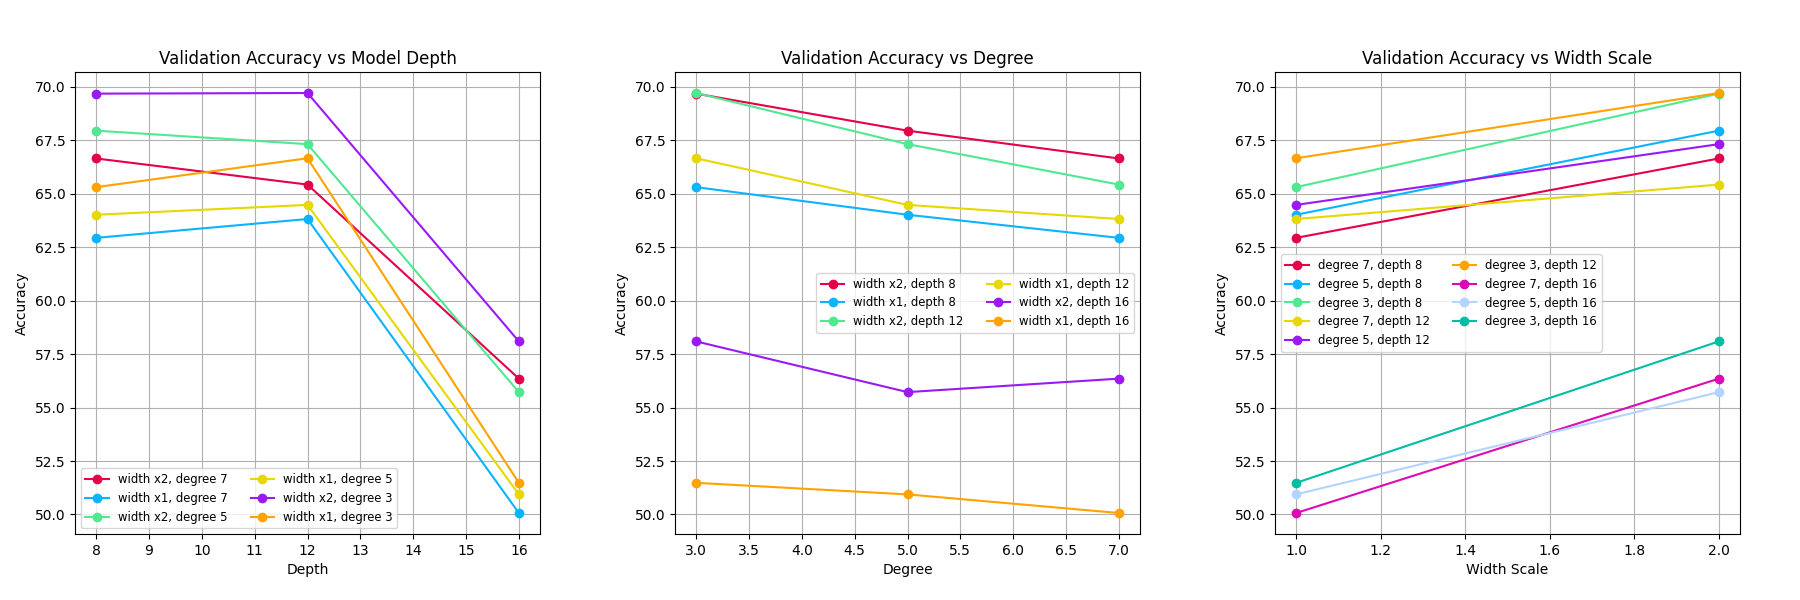 Validation Accuracy vs Model Depth
70.0
67.5
65.0
62.5
60.0
57.5
55.0
52.5
50.0
Accuracy
width x2, degree 7
width x1, degree 7
width x2, degree 5
width x1, degree 5
width x2, degree 3
width x1, degree 3
8 9 10 11 12 13 14 15 16
Depth
Validation Accuracy vs Degree
70.0
67.5
65.0
62.5
60.0
57.5
55.0
52.5
50.0
Accuracy
width x2, depth 8
width x1, depth 8
width x2, depth 12
width x1, depth 12
width x2, depth 16
width x1, depth 16
3.0 3.5 4.0 4.5 5.0 5.5 6.0 6.5 7.0
Degree
Validation Accuracy vs Width Scale
70.0
67.5
65.0
62.5
60.0
57.5
55.0
52.5
50.0
Accuracy
degree 7, depth 8
degree 5, depth 8
degree 3, depth 8
degree 7, depth 12
degree 5, depth 12
degree 3, depth 12
degree 7, depth 16
degree 5, depth 16
degree 3, depth 16
1.0 1.2 1.4 1.6 1.8 2.0
Width Scale